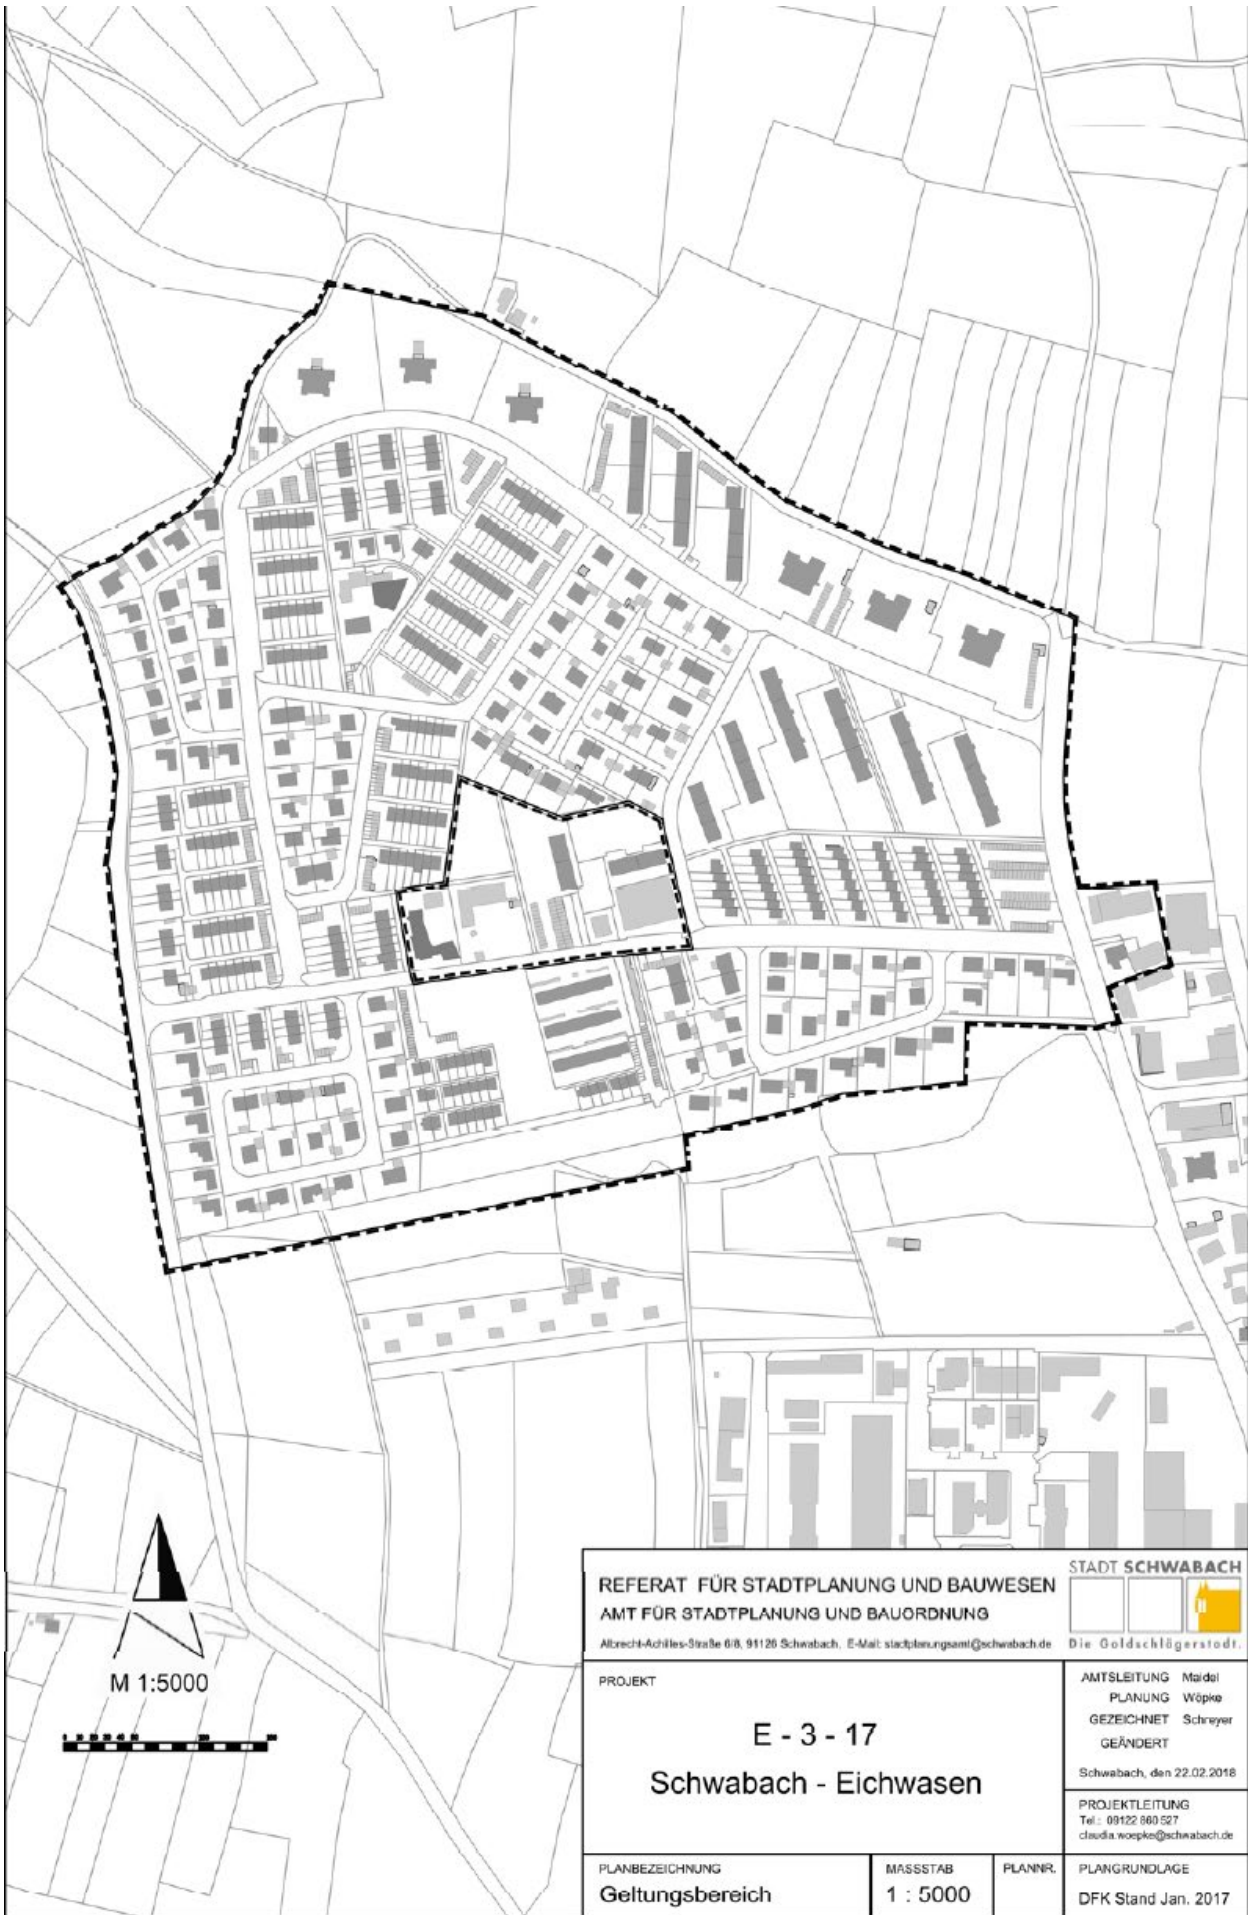 M 1:5000
REFERAT FÜR STADTPLANUNG UND BAUWESEN
AMT FÜR STADTPLANUNG UND BAUORDNUNG
Albrecht-Achilles-Straße 6/8, 91126 Schwabach, E-Mail: stadtplanungsamt@schwabach.de
STADT SCHWABACH
Die Goldschlägerstadt.
PROJEKT
E - 3 - 17
Schwabach - Eichwasen
AMTSLEITUNG Maidel
PLANUNG Wöpke
GEZEICHNET Schreyer
GEÄNDERT
Schwabach, den 22.02.2018
PROJEKTLEITUNG
Tel.: 09122 860 527
claudia.woepke@schwabach.de
PLANBEZEICHNUNG
Geltungsbereich
MASSSTAB
1 : 5000
PLANNR.
PLANGRUNDLAGE
DFK Stand Jan. 2017